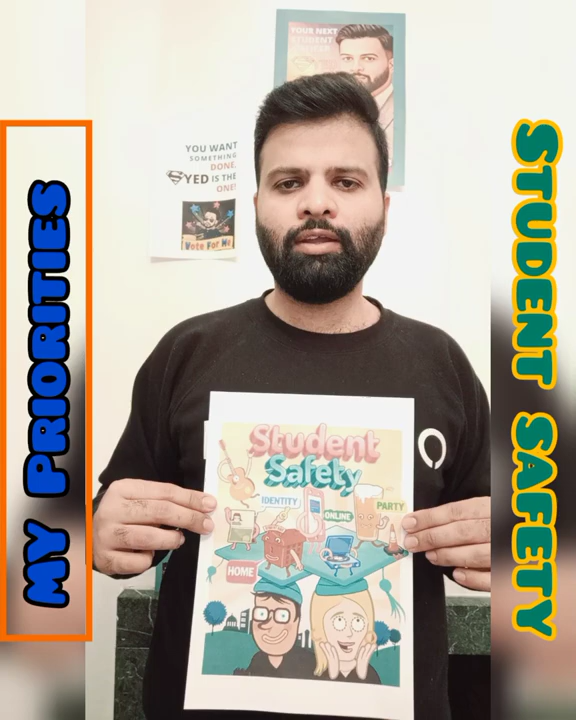 MY PRIORITIES
YOUR NEXT
STUDENT
YOU WANT
SOMETHING
DONE,
SYED IS THE
ONE!
Vote For Me
STUDENT SAFETY
Student
Safety
IDENTITY
ONLINE
PARTY
HOME